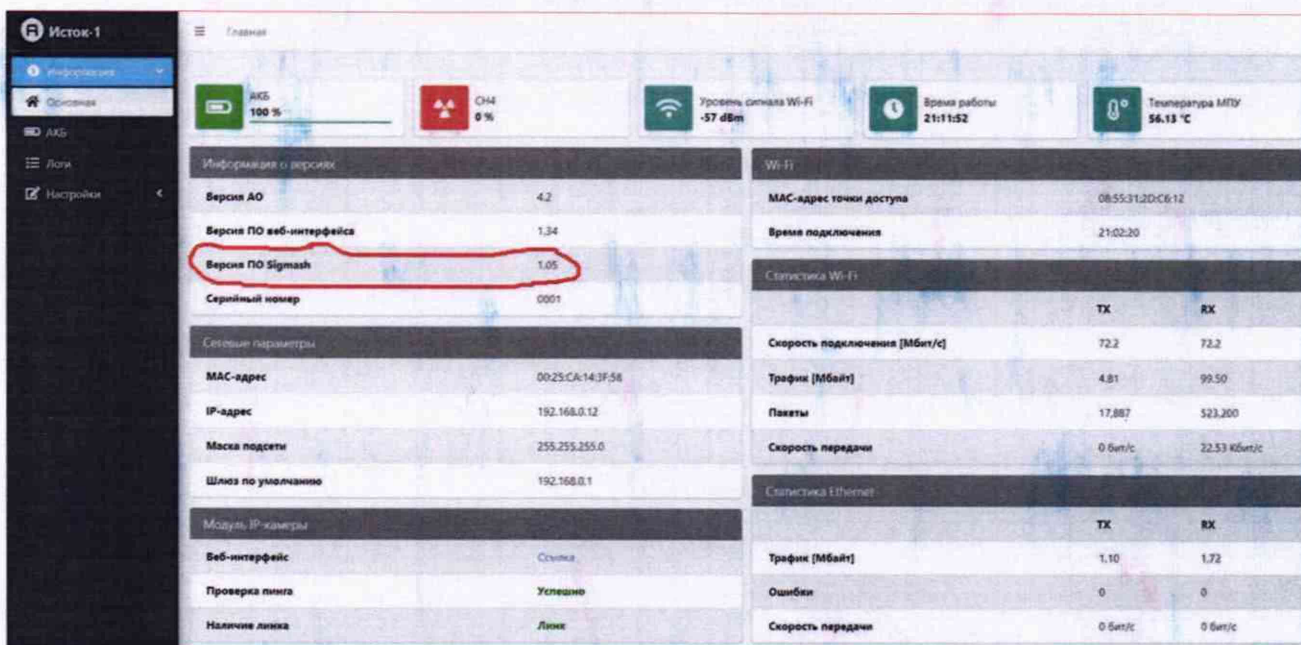 Исток-1
Главная
Информация
Основная
АКБ
Логи
Настройки
АКБ
100 %
CH4
0 %
Уровень сигнала Wi-Fi
-57 dBm
Время работы
21:11:52
Температура МПУ
56.13 °C
Информация о версиях
Версия АО 4.2
Версия ПО веб-интерфейса 1.34
Версия ПО Sigmash 1.05
Серийный номер 0001
Сетевые параметры
MAC-адрес 00:25:CA:14:3F:58
IP-адрес 192.168.0.12
Маска подсети 255.255.255.0
Шлюз по умолчанию 192.168.0.1
Модуль IP-камеры
Веб-интерфейс Ссылка
Проверка пинга Успешно
Наличие линка Линк
Wi-Fi
MAC-адрес точки доступа 08:55:31:2D:C6:12
Время подключения 21:02:20
Статистика Wi-Fi
TX RX
Скорость подключения [Мбит/с] 72.2 72.2
Трафик [Мбайт] 4.81 99.50
Пакеты 17,887 523,200
Скорость передачи 0 бит/с 22.53 Кбит/с
Статистика Ethernet
TX RX
Трафик [Мбайт] 1.10 1.72
Ошибки 0 0
Скорость передачи 0 бит/с 0 бит/с